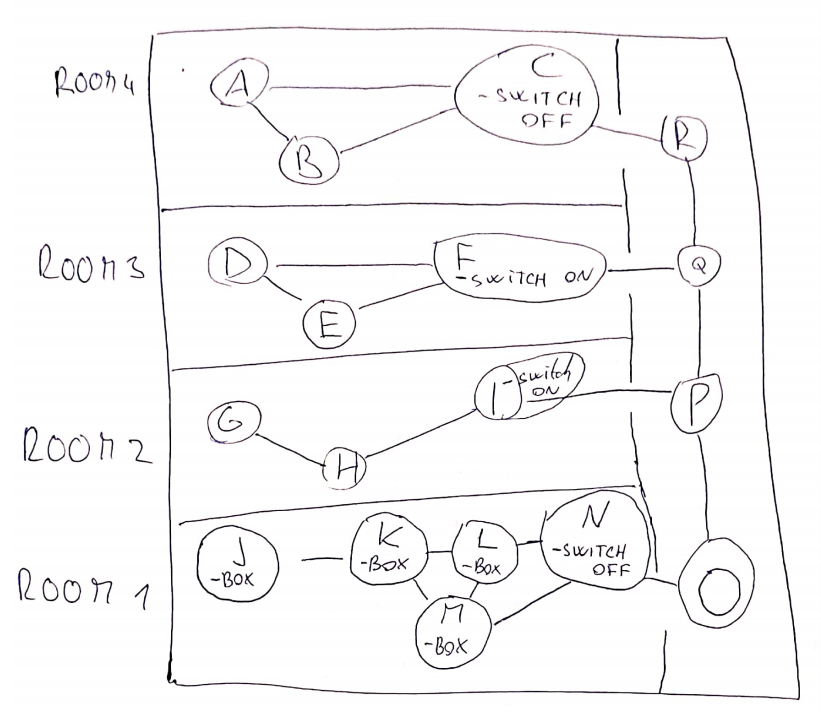 ROOM 4
A
C
-SWITCH
OFF
B
R
ROOM 3
D
F
-SWITCH ON
Q
E
ROOM 2
G
I
-switch
ON
P
H
ROOM 1
J
-BOX
K
-BOX
L
-BOX
N
-SWITCH
OFF
O
M
-BOX